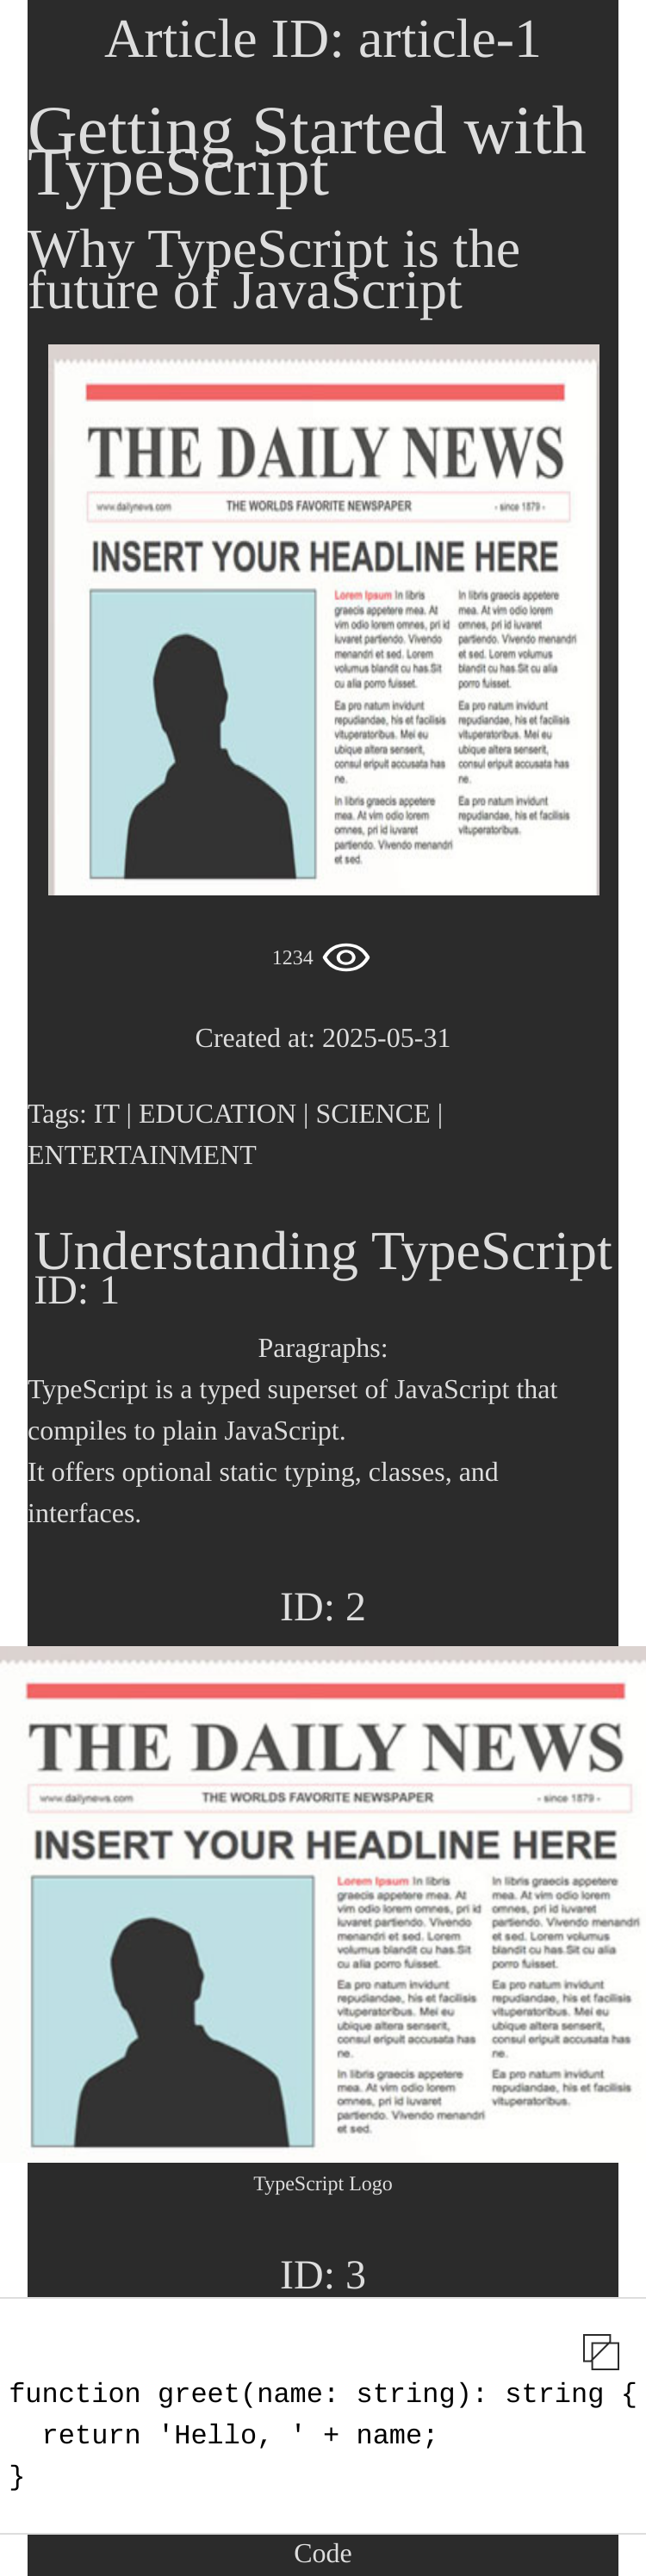 Article ID: article-1
Getting Started with
TypeScript
Why TypeScript is the
future of JavaScript
THE DAILY NEWS
www.dailynews.com THE WORLDS FAVORITE NEWSPAPER - since 1879 -
INSERT YOUR HEADLINE HERE
Lorem Ipsum In libris
graecis appetere mea. At
vim odio lorem omnes, pri id
iuvaret partiendo. Vivendo
menandri et sed. Lorem
volumus blandit cu has.Sit
cu alia porro fuisset.
Ea pro natum invidunt
repudiandae, his et facilisis
vituperatoribus. Mei eu
ubique altera senserit,
consul eripuit accusata has
ne.
In libris graecis appetere
mea. At vim odio lorem
omnes, pri id iuvaret
partiendo. Vivendo menandri
et sed.
In libris graecis appetere
mea. At vim odio lorem
omnes, pri id iuvaret
partiendo. Vivendo menandri
et sed. Lorem volumus
blandit cu has.Sit cu alia
porro fuisset.
Ea pro natum invidunt
repudiandae, his et facilisis
vituperatoribus. Mei eu
ubique altera senserit,
consul eripuit accusata has
ne.
Ea pro natum invidunt
repudiandae, his et facilisis
vituperatoribus.
1234
Created at: 2025-05-31
Tags: IT | EDUCATION | SCIENCE |
ENTERTAINMENT
Understanding TypeScript
ID: 1
Paragraphs:
TypeScript is a typed superset of JavaScript that
compiles to plain JavaScript.
It offers optional static typing, classes, and
interfaces.
ID: 2
THE DAILY NEWS
www.dailynews.com THE WORLDS FAVORITE NEWSPAPER - since 1879 -
INSERT YOUR HEADLINE HERE
Lorem Ipsum In libris
graecis appetere mea. At
vim odio lorem omnes, pri id
iuvaret partiendo. Vivendo
menandri et sed. Lorem
volumus blandit cu has.Sit
cu alia porro fuisset.
Ea pro natum invidunt
repudiandae, his et facilisis
vituperatoribus. Mei eu
ubique altera senserit,
consul eripuit accusata has
ne.
In libris graecis appetere
mea. At vim odio lorem
omnes, pri id iuvaret
partiendo. Vivendo menandri
et sed.
In libris graecis appetere
mea. At vim odio lorem
omnes, pri id iuvaret
partiendo. Vivendo menandri
et sed. Lorem volumus
blandit cu has.Sit cu alia
porro fuisset.
Ea pro natum invidunt
repudiandae, his et facilisis
vituperatoribus. Mei eu
ubique altera senserit,
consul eripuit accusata has
ne.
Ea pro natum invidunt
repudiandae, his et facilisis
vituperatoribus.
TypeScript Logo
ID: 3
function greet(name: string): string {
  return 'Hello, ' + name;
}
Code